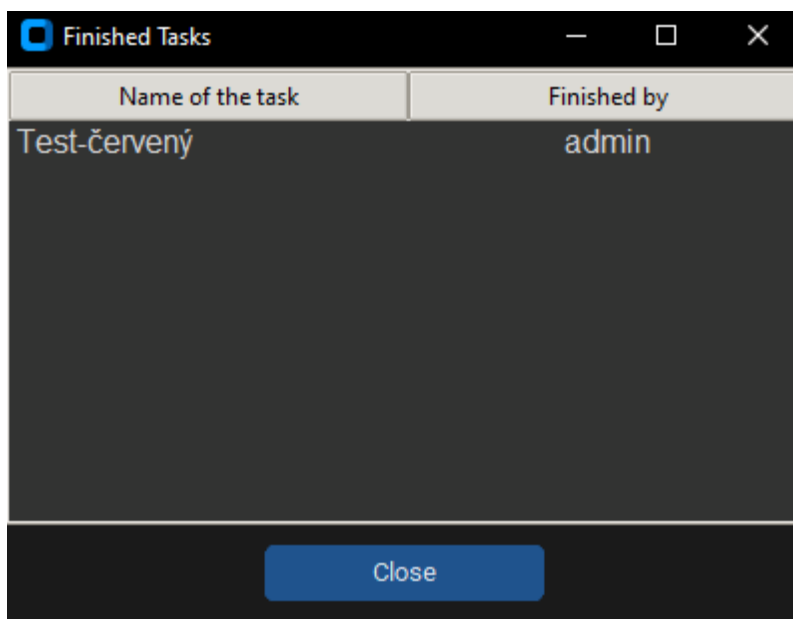 Finished Tasks
Name of the task Finished by
Test-červený admin
Close